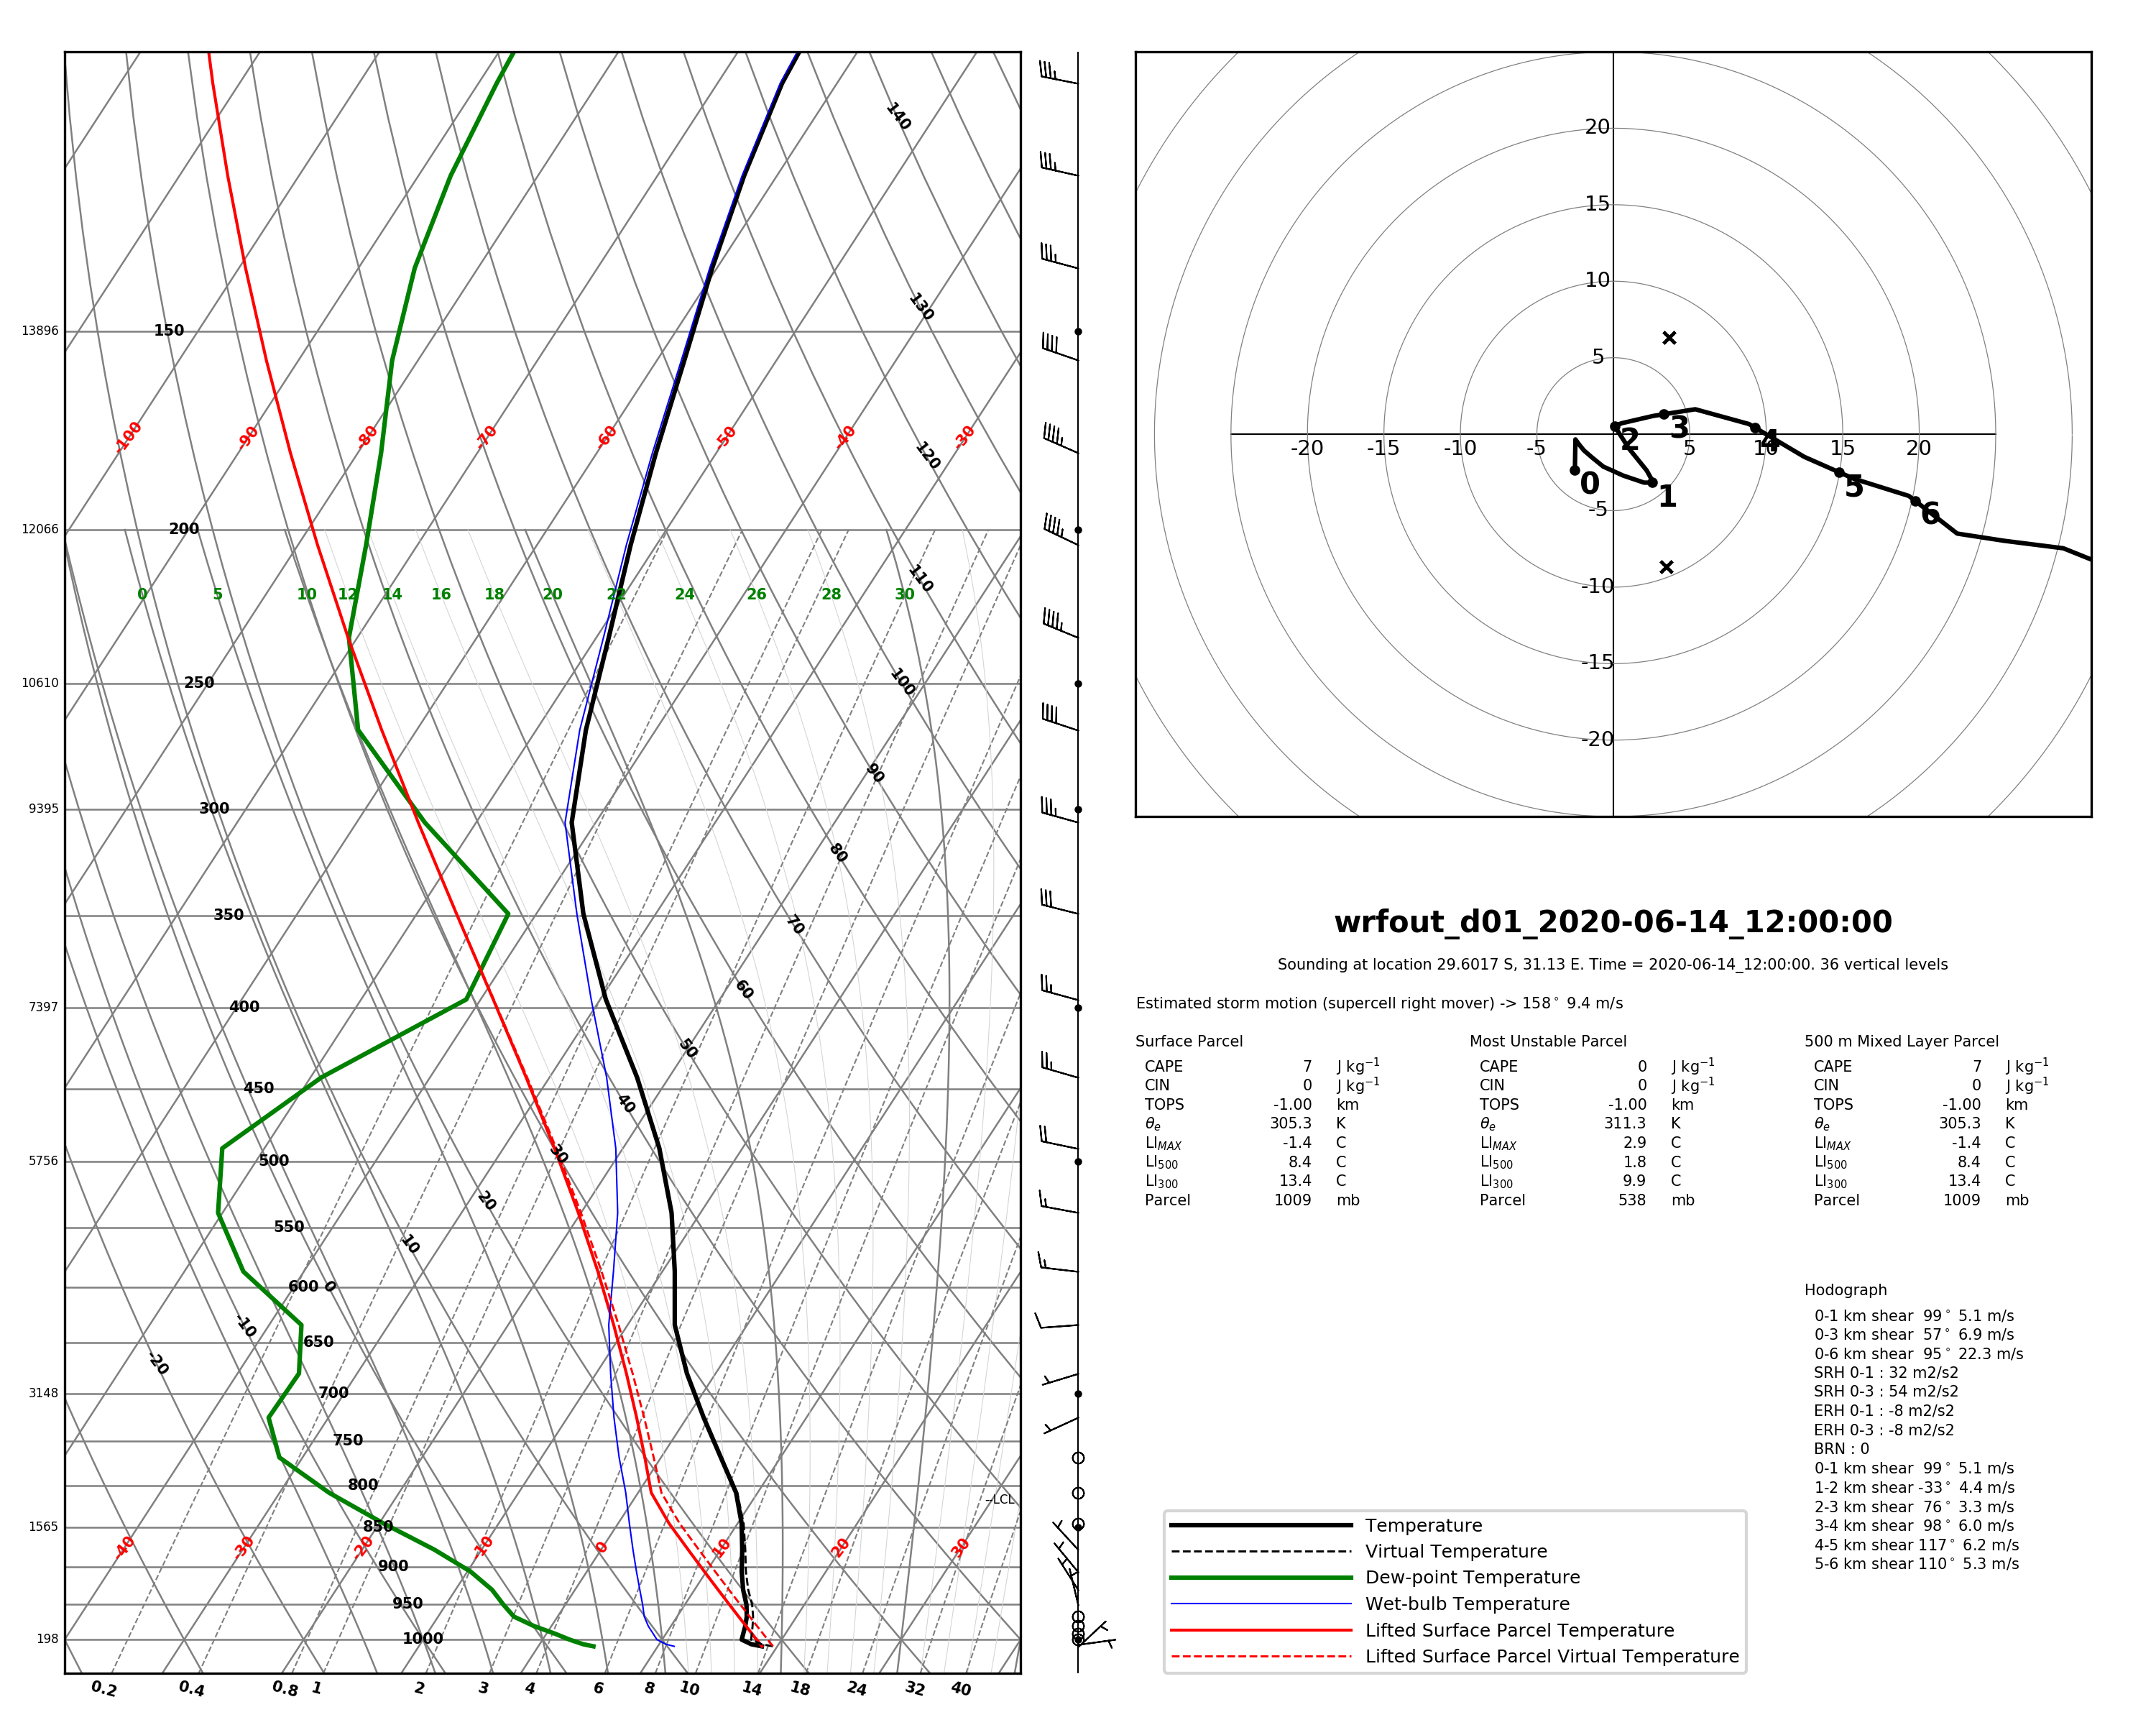 140
130
120
110
100
90
80
70
60
50
40
30
20
10
0
-10
-20
13896 150
-100 -90 -80 -70 -60 -50 -40 -30
12066 200
0 5 10 12 14 16 18 20 22 24 26 28 30
10610 250
9395 300
350
7397 400
450
5756 500
550
600
650
3148 700
750
800
--LCL
1565 850
-40 -30 -20 -10 0 10 20 30
900
950
198 1000
0.2 0.4 0.8 1 2 3 4 6 8 10 14 18 24 32 40
20
15
10
5
-20 -15 -10 -5 5 10 15 20
-5
-10
-15
-20
0 1 2 3 4 5 6
wrfout_d01_2020-06-14_12:00:00
Sounding at location 29.6017 S, 31.13 E. Time = 2020-06-14_12:00:00. 36 vertical levels
Estimated storm motion (supercell right mover) -> 158° 9.4 m/s
Surface Parcel
CAPE 7 J kg⁻¹
CIN 0 J kg⁻¹
TOPS -1.00 km
θe 305.3 K
LIMAX -1.4 C
LI500 8.4 C
LI300 13.4 C
Parcel 1009 mb
Most Unstable Parcel
CAPE 0 J kg⁻¹
CIN 0 J kg⁻¹
TOPS -1.00 km
θe 311.3 K
LIMAX 2.9 C
LI500 1.8 C
LI300 9.9 C
Parcel 538 mb
500 m Mixed Layer Parcel
CAPE 7 J kg⁻¹
CIN 0 J kg⁻¹
TOPS -1.00 km
θe 305.3 K
LIMAX -1.4 C
LI500 8.4 C
LI300 13.4 C
Parcel 1009 mb
Hodograph
0-1 km shear 99° 5.1 m/s
0-3 km shear 57° 6.9 m/s
0-6 km shear 95° 22.3 m/s
SRH 0-1 : 32 m2/s2
SRH 0-3 : 54 m2/s2
ERH 0-1 : -8 m2/s2
ERH 0-3 : -8 m2/s2
BRN : 0
0-1 km shear 99° 5.1 m/s
1-2 km shear -33° 4.4 m/s
2-3 km shear 76° 3.3 m/s
3-4 km shear 98° 6.0 m/s
4-5 km shear 117° 6.2 m/s
5-6 km shear 110° 5.3 m/s
Temperature
Virtual Temperature
Dew-point Temperature
Wet-bulb Temperature
Lifted Surface Parcel Temperature
Lifted Surface Parcel Virtual Temperature